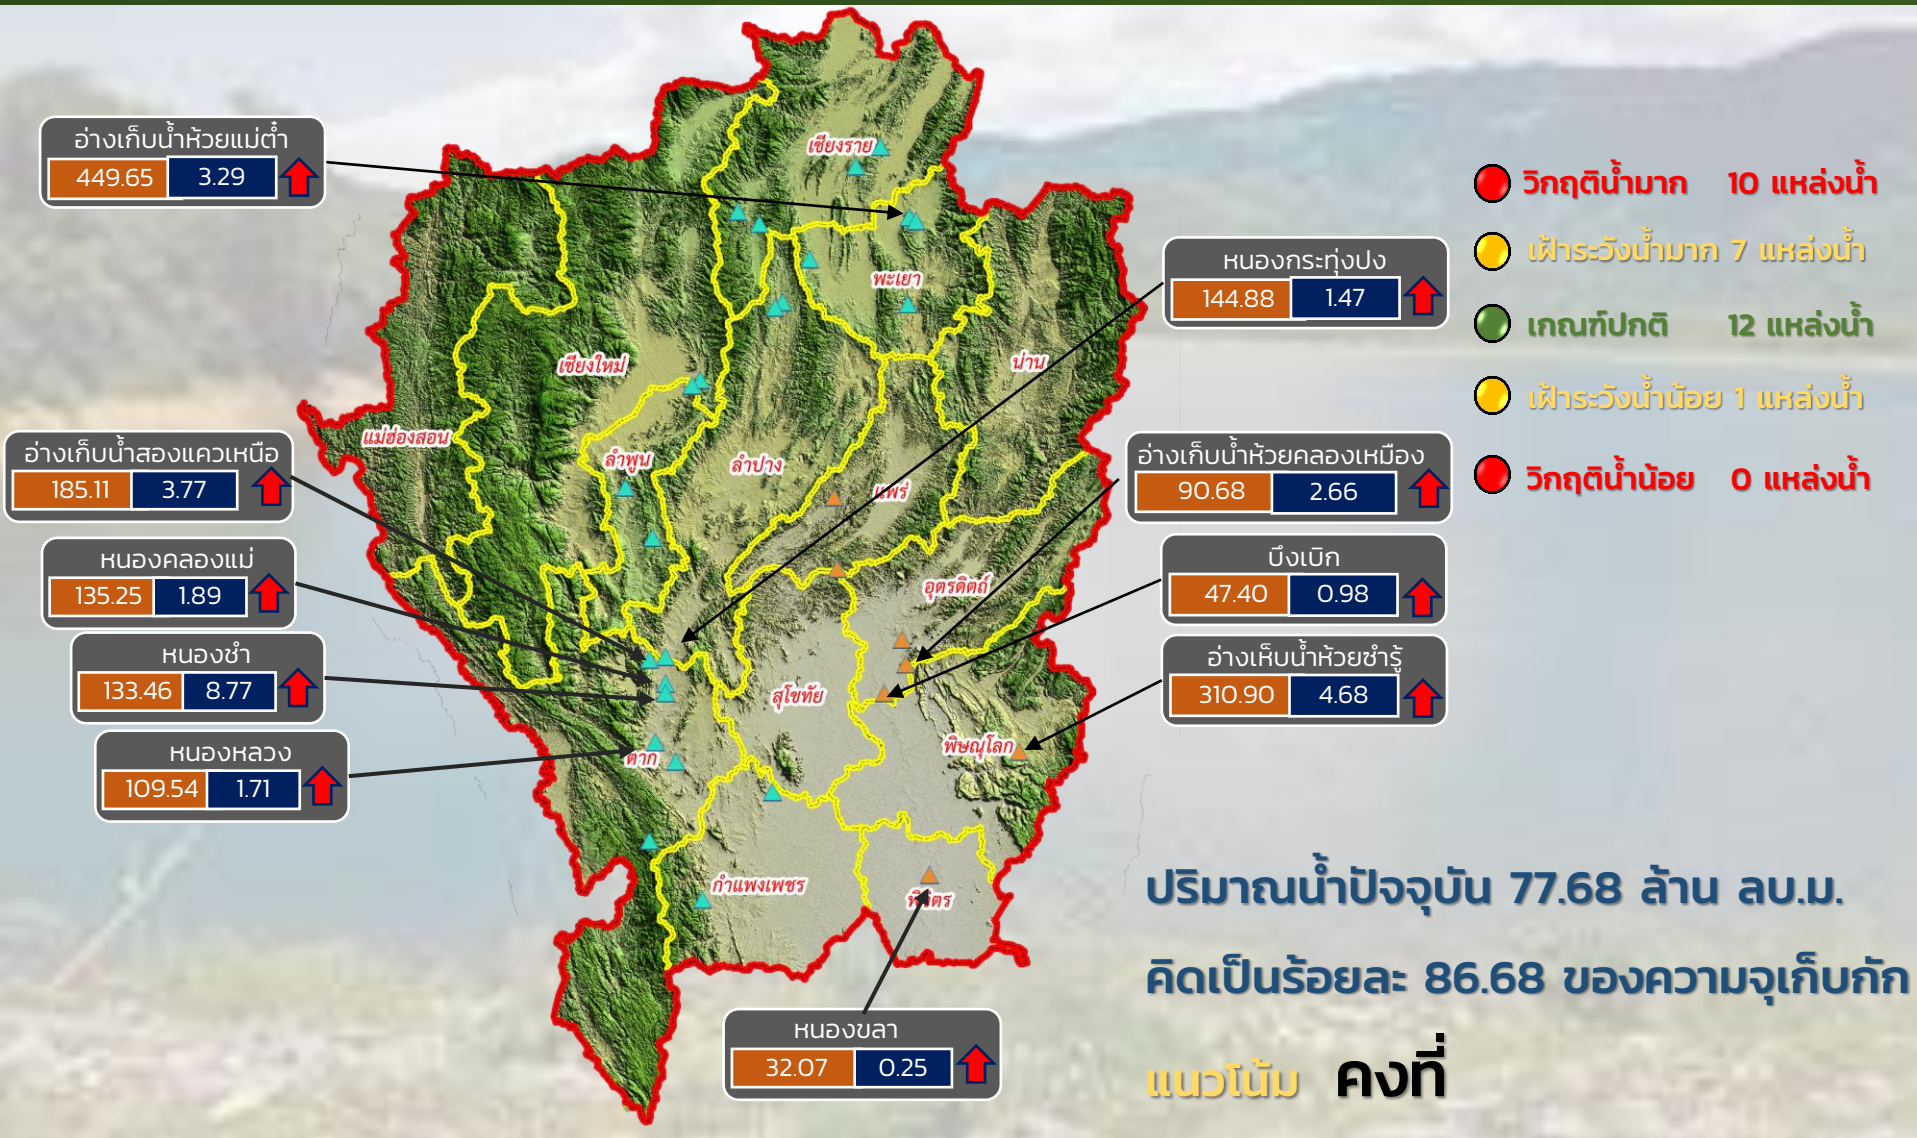 อ่างเก็บน้ำห้วยแม่ต่ำ
449.65 3.29
อ่างเก็บน้ำสองแควเหนือ
185.11 3.77
หนองคลองแม่
135.25 1.89
หนองช่ำ
133.46 8.77
หนองหลวง
109.54 1.71
หนองขลา
32.07 0.25
หนองกระทุ่งปง
144.88 1.47
อ่างเก็บน้ำห้วยคลองเหมือง
90.68 2.66
บึงเบิก
47.40 0.98
อ่างเห็บน้ำห้วยซำรู้
310.90 4.68
เชียงราย
พะเยา
น่าน
เชียงใหม่
แม่ฮ่องสอน
ลำพูน
ลำปาง
แพร่
อุตรดิตถ์
สุโขทัย
ตาก
พิษณุโลก
กำแพงเพชร
พิจิตร
วิกฤติน้ำมาก 10 แหล่งน้ำ
เฝ้าระวังน้ำมาก 7 แหล่งน้ำ
เกณฑ์ปกติ 12 แหล่งน้ำ
เฝ้าระวังน้ำน้อย 1 แหล่งน้ำ
วิกฤติน้ำน้อย 0 แหล่งน้ำ
ปริมาณน้ำปัจจุบัน 77.68 ล้าน ลบ.ม.
คิดเป็นร้อยละ 86.68 ของความจุเก็บกัก
แนวโน้ม คงที่